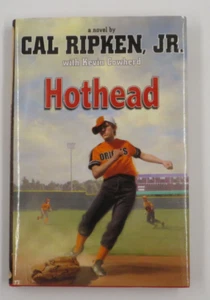 a novel by
CAL RIPKEN, JR.
with Kevin Cowherd
Hothead